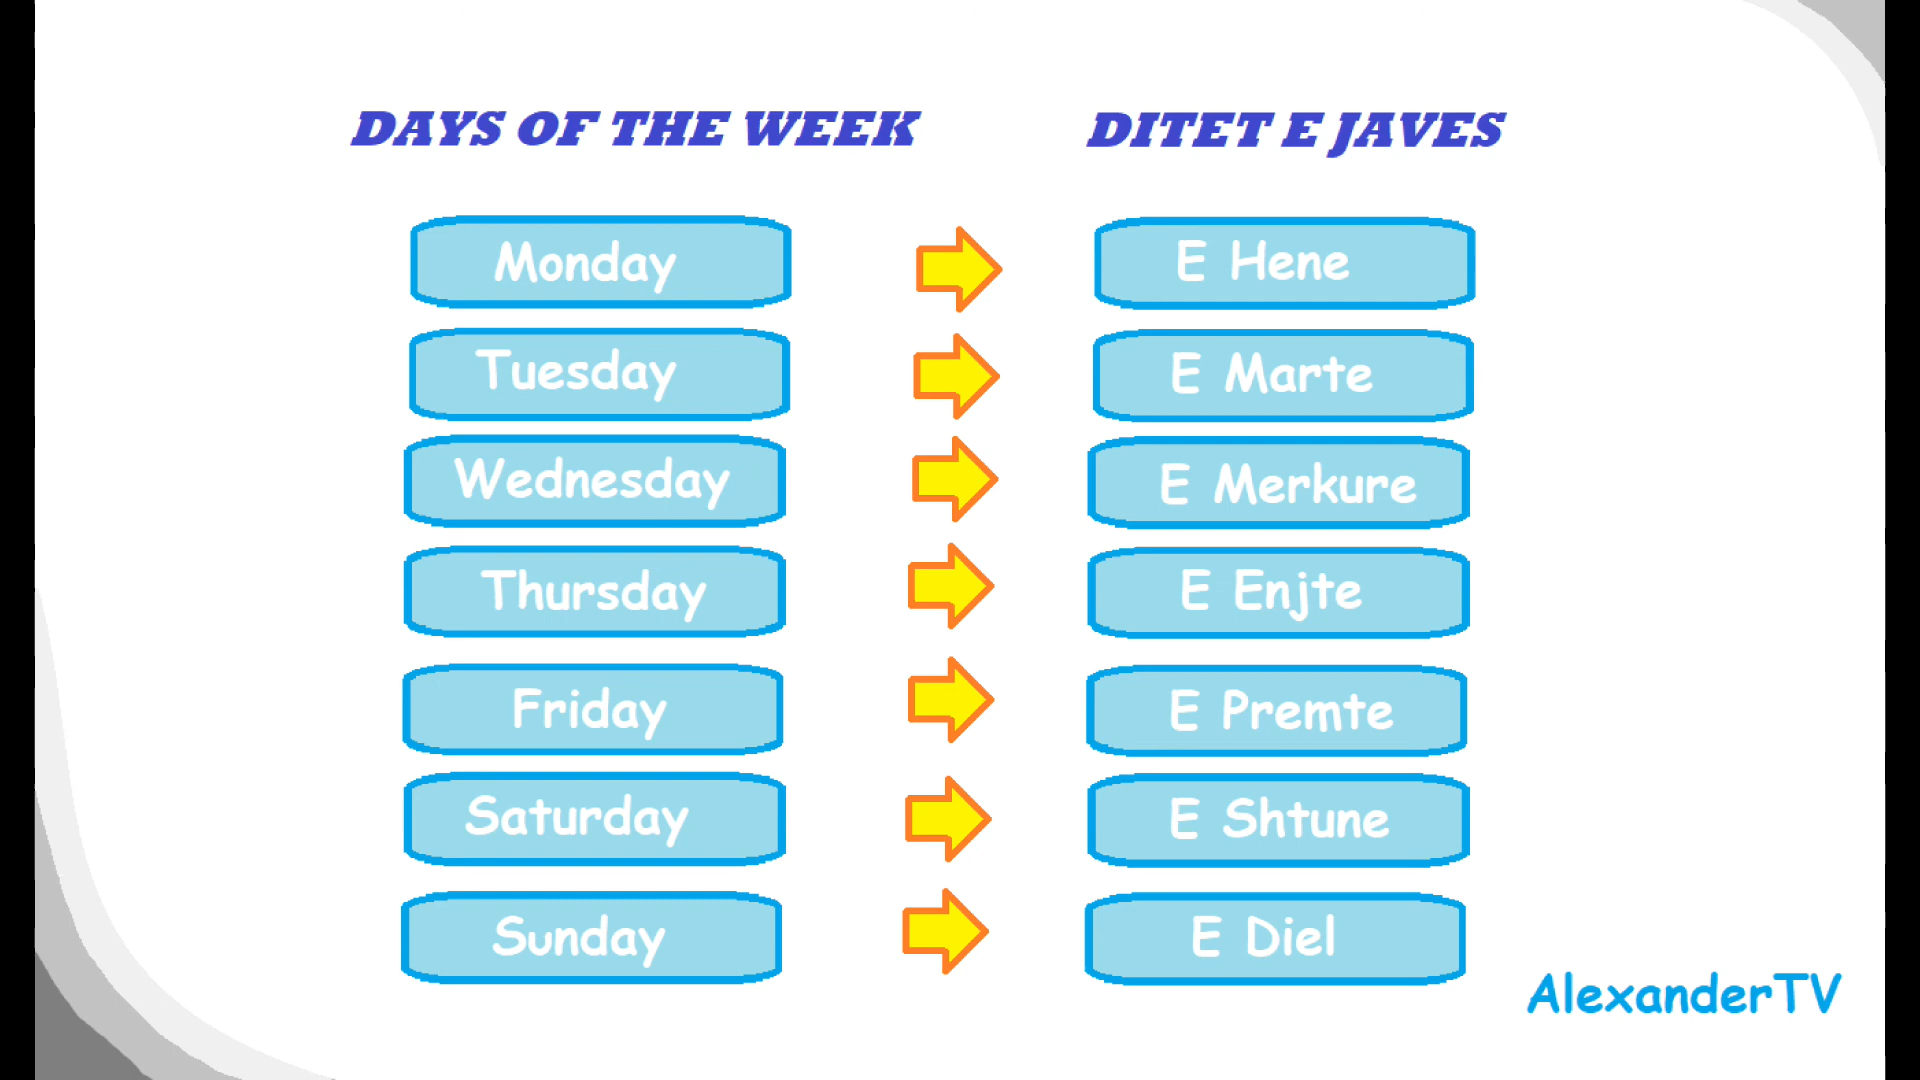 DAYS OF THE WEEK DITET E JAVES
Monday E Hene
Tuesday E Marte
Wednesday E Merkure
Thursday E Enjte
Friday E Premte
Saturday E Shtune
Sunday E Diel
AlexanderTV